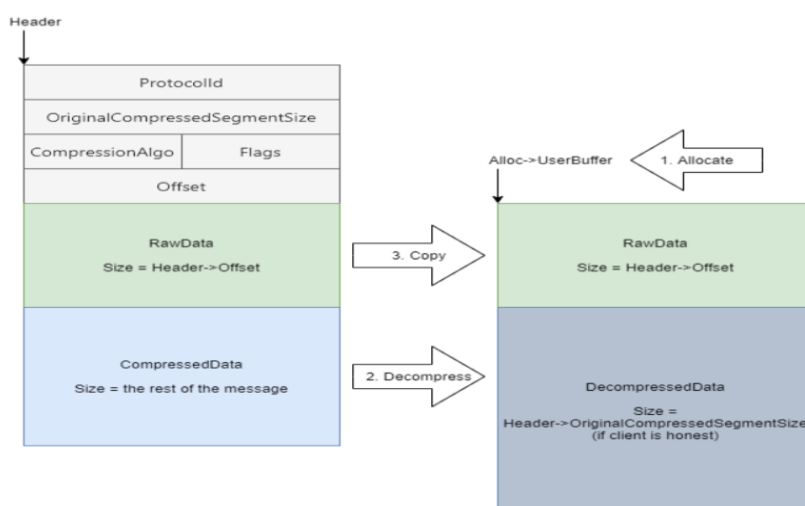 Header
ProtocolId
OriginalCompressedSegmentSize
CompressionAlgo
Flags
Offset
RawData
Size = Header->Offset
CompressedData
Size = the rest of the message
1. Allocate
Alloc->UserBuffer
3. Copy
2. Decompress
RawData
Size = Header->Offset
DecompressedData
Size =
Header->OriginalCompressedSegmentSize
(if client is honest)